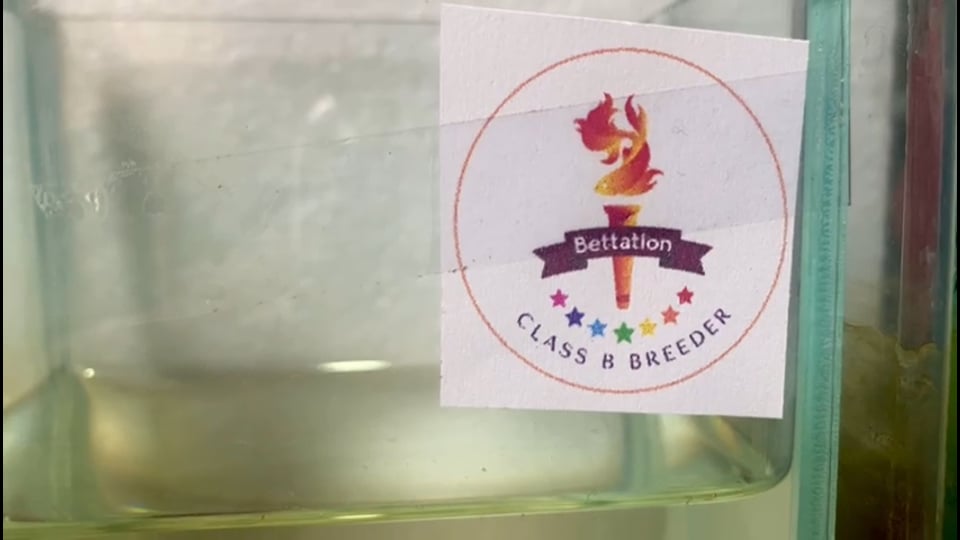 Bettation
CLASS B BREEDER